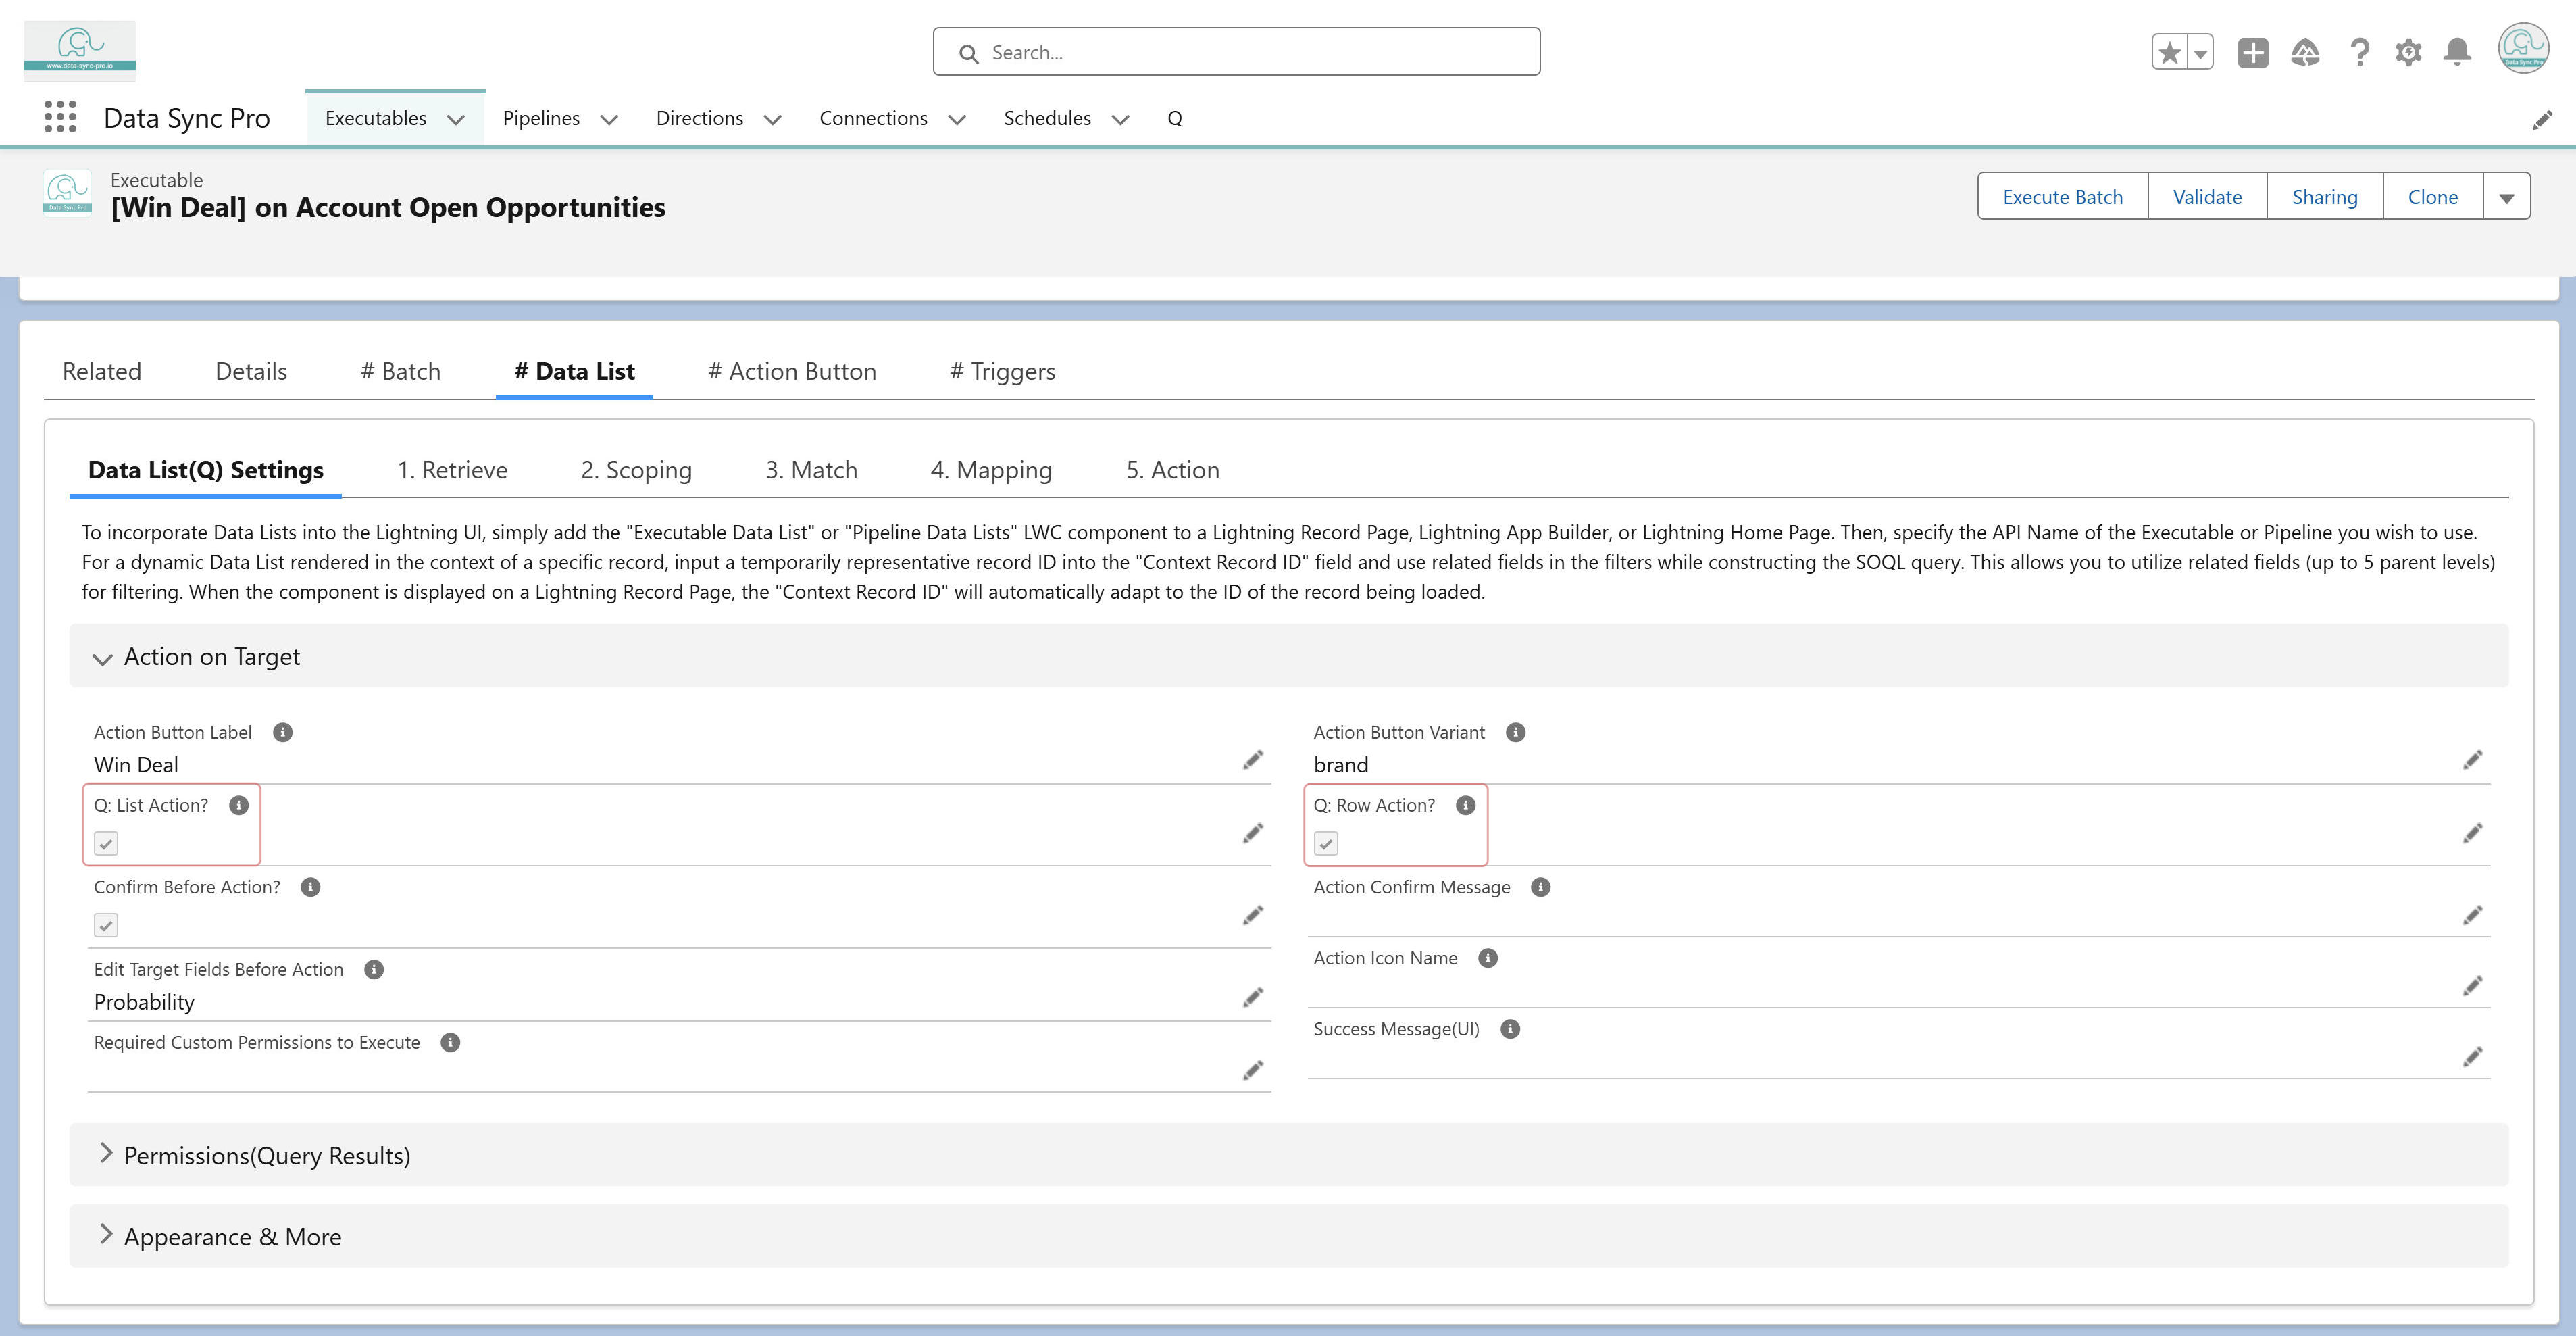 www.data-sync-pro.io
Search...
Data Sync Pro
Data Sync Pro
Executables
Pipelines
Directions
Connections
Schedules
Q
Data Sync Pro
Executable
[Win Deal] on Account Open Opportunities
Execute Batch
Validate
Sharing
Clone
Related
Details
# Batch
# Data List
# Action Button
# Triggers
Data List(Q) Settings
1. Retrieve
2. Scoping
3. Match
4. Mapping
5. Action
To incorporate Data Lists into the Lightning UI, simply add the "Executable Data List" or "Pipeline Data Lists" LWC component to a Lightning Record Page, Lightning App Builder, or Lightning Home Page. Then, specify the API Name of the Executable or Pipeline you wish to use.
For a dynamic Data List rendered in the context of a specific record, input a temporarily representative record ID into the "Context Record ID" field and use related fields in the filters while constructing the SOQL query. This allows you to utilize related fields (up to 5 parent levels)
for filtering. When the component is displayed on a Lightning Record Page, the "Context Record ID" will automatically adapt to the ID of the record being loaded.
Action on Target
Action Button Label
Win Deal
Action Button Variant
brand
Q: List Action?
Q: Row Action?
Confirm Before Action?
Action Confirm Message
Edit Target Fields Before Action
Probability
Action Icon Name
Required Custom Permissions to Execute
Success Message(UI)
Permissions(Query Results)
Appearance & More